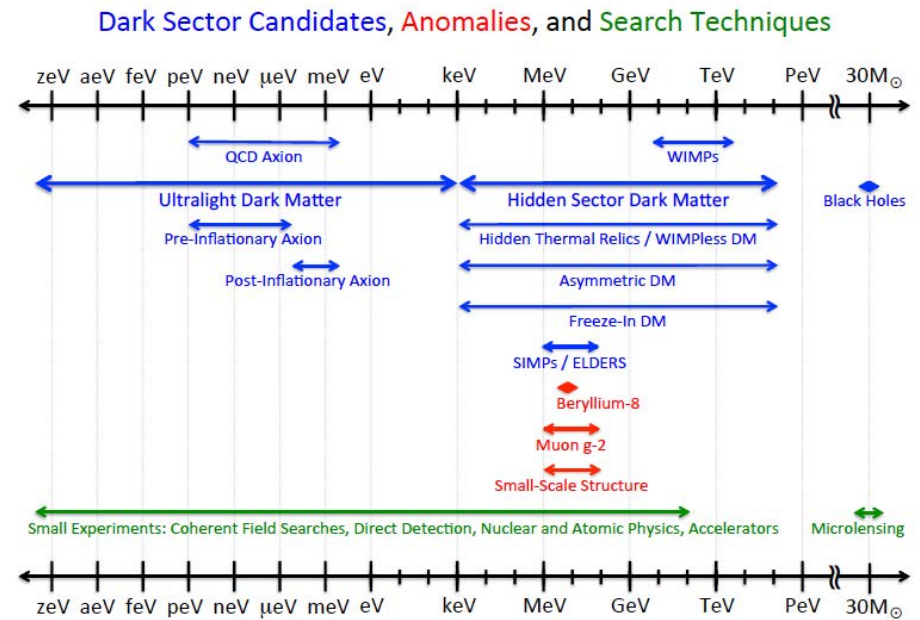 Dark Sector Candidates, Anomalies, and Search Techniques
zeV aeV feV peV neV μeV meV eV keV MeV GeV TeV PeV 30M☉
QCD Axion WIMPs
Ultralight Dark Matter Hidden Sector Dark Matter Black Holes
Pre-Inflationary Axion Hidden Thermal Relics / WIMPless DM
Post-Inflationary Axion Asymmetric DM
Freeze-In DM
SIMPs / ELDERS
Beryllium-8
Muon g-2
Small-Scale Structure
Small Experiments: Coherent Field Searches, Direct Detection, Nuclear and Atomic Physics, Accelerators Microlensing
zeV aeV feV peV neV μeV meV eV keV MeV GeV TeV PeV 30M☉